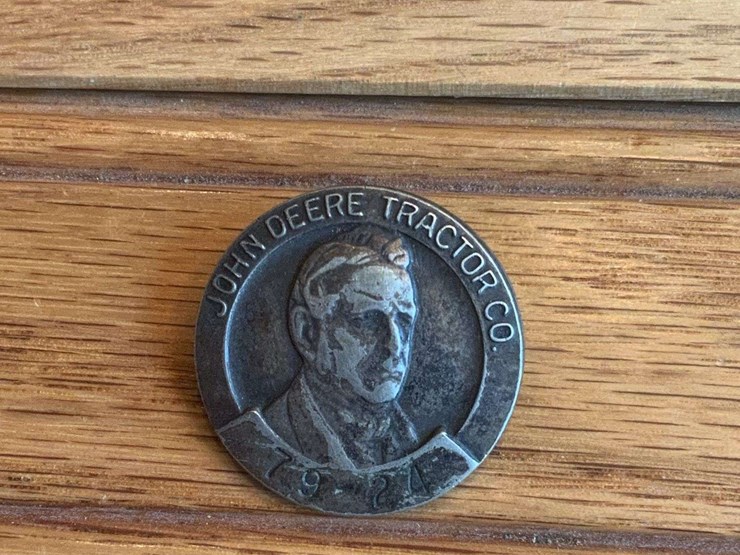 JOHN DEERE TRACTOR CO.
79-21